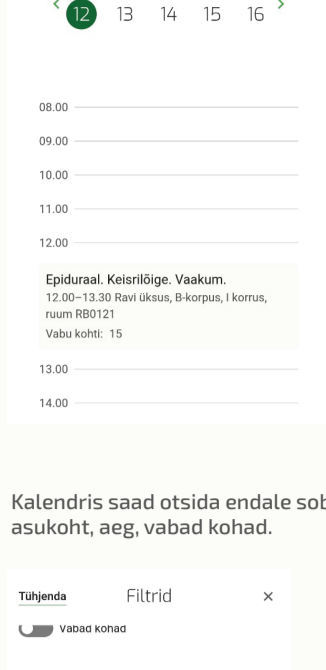 12 13 14 15 16
08.00
09.00
10.00
11.00
12.00
Epiduraal. Keisrilõige. Vaakum.
12.00–13.30 Ravi üksus, B-korpus, I korrus,
ruum RB0121
Vabu kohti: 15
13.00
14.00
Kalendris saad otsida endale
asukoht, aeg, vabad kohad.
Tühjenda Filtrid ×
Vabad kohad